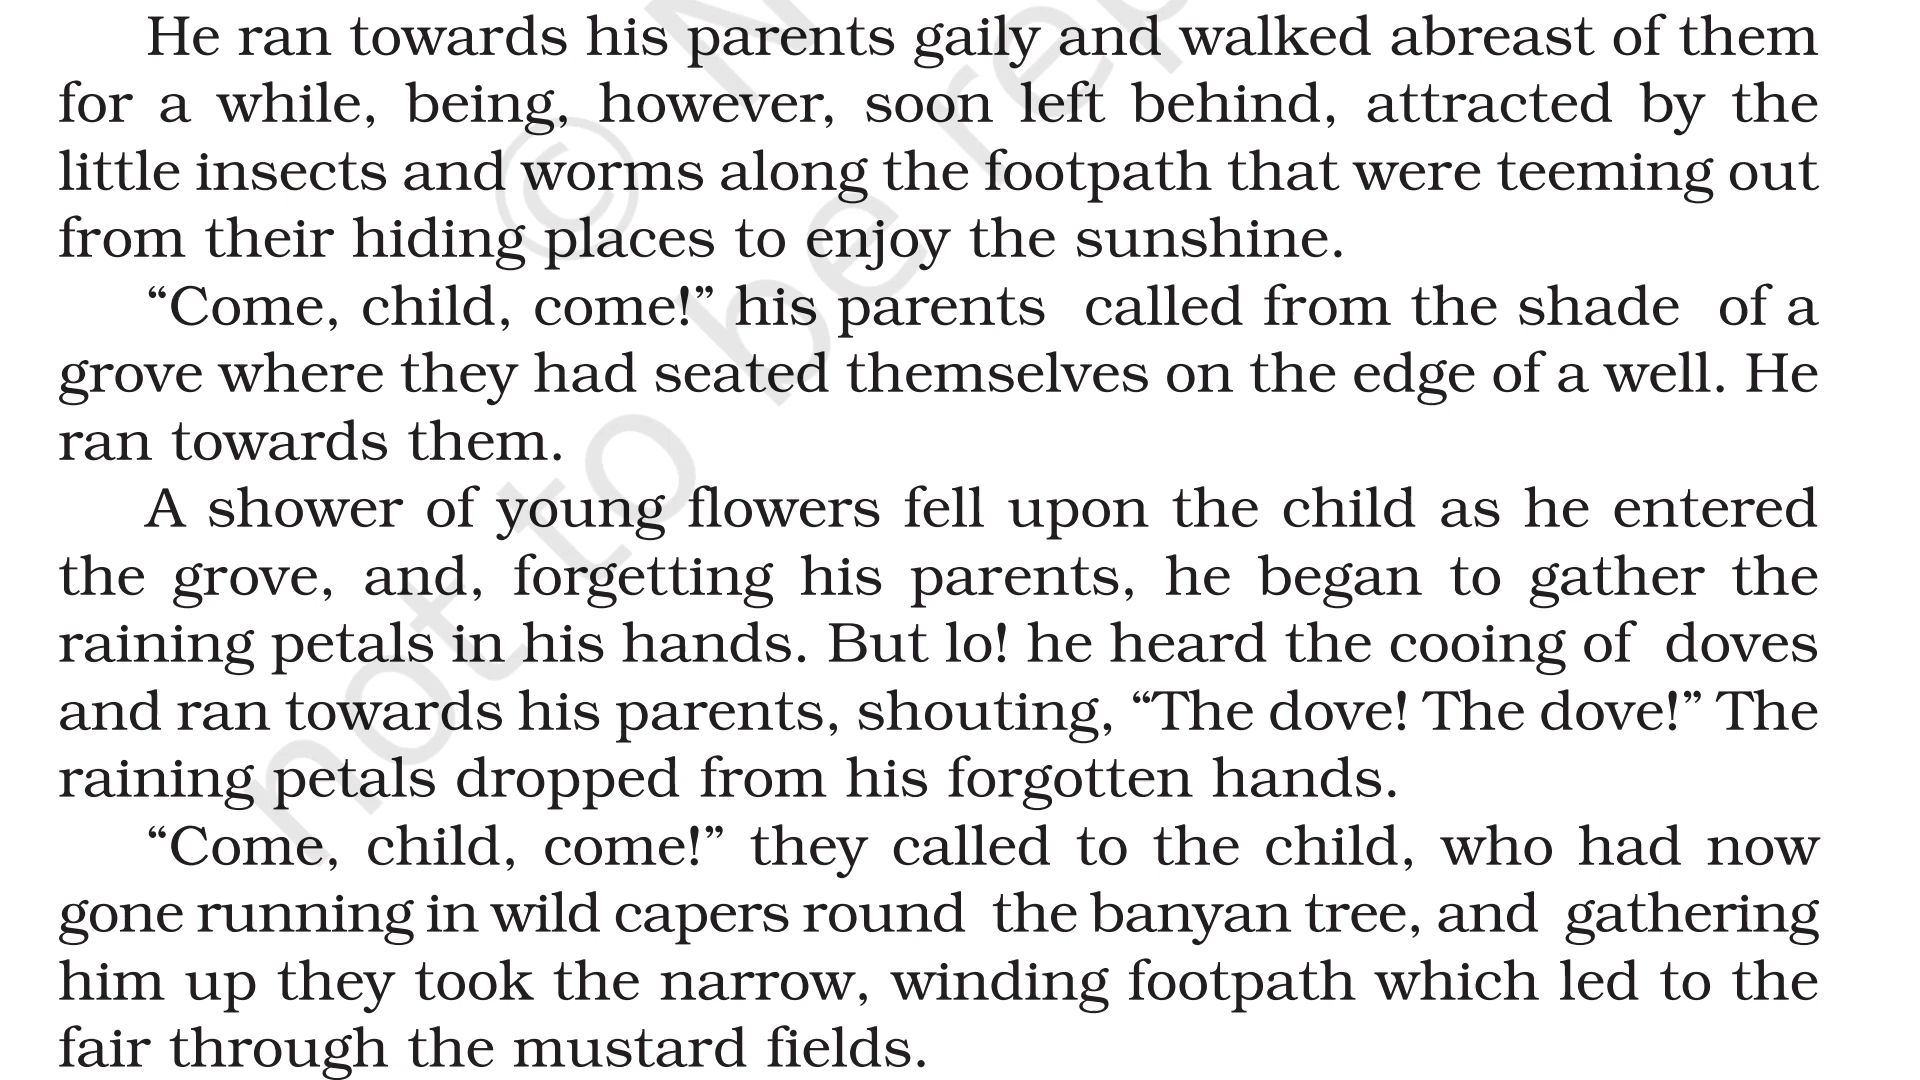 He ran towards his parents gaily and walked abreast of them
for a while, being, however, soon left behind, attracted by the
little insects and worms along the footpath that were teeming out
from their hiding places to enjoy the sunshine.
“Come, child, come!” his parents called from the shade of a
grove where they had seated themselves on the edge of a well. He
ran towards them.
A shower of young flowers fell upon the child as he entered
the grove, and, forgetting his parents, he began to gather the
raining petals in his hands. But lo! he heard the cooing of doves
and ran towards his parents, shouting, “The dove! The dove!” The
raining petals dropped from his forgotten hands.
“Come, child, come!” they called to the child, who had now
gone running in wild capers round the banyan tree, and gathering
him up they took the narrow, winding footpath which led to the
fair through the mustard fields.
© N
not to be rep